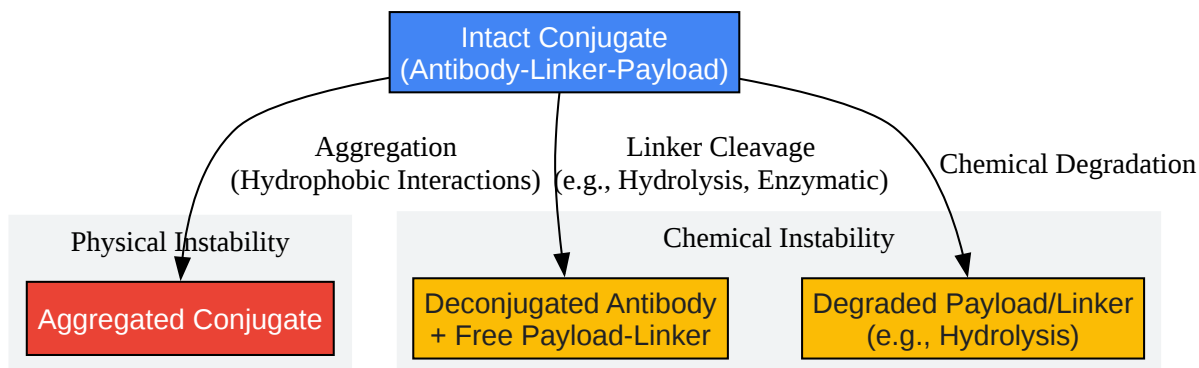 Intact Conjugate
(Antibody-Linker-Payload)
Aggregation
(Hydrophobic Interactions)
Linker Cleavage
(e.g., Hydrolysis, Enzymatic)
Chemical Degradation
Physical Instability
Chemical Instability
Aggregated Conjugate
Deconjugated Antibody
+ Free Payload-Linker
Degraded Payload/Linker
(e.g., Hydrolysis)